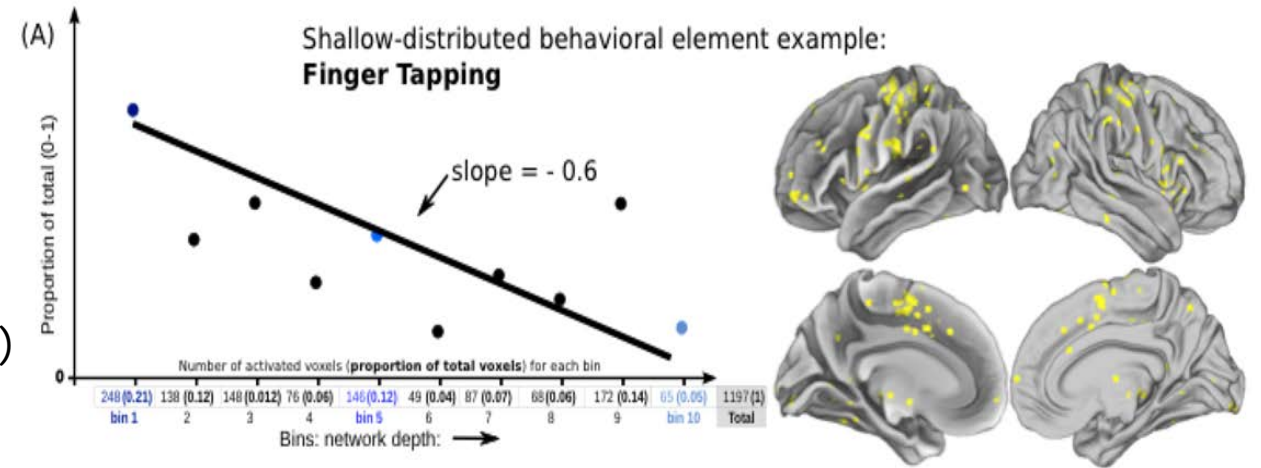 (A)
Shallow-distributed behavioral element example:
Finger Tapping
Proportion of total (0-1)
slope = - 0.6
)
Number of activated voxels (proportion of total voxels) for each bin
0
248 (0.21) 138 (0.12) 148 (0.012) 76 (0.06) 146(0.12) 49 (0.04) 87 (0.07) 68(0.06) 172 (0.14) 65 (0.05) 1197(1)
bin 1 2 3 4 bin 5 6 7 8 9 bin 10 Total
Bins: network depth: